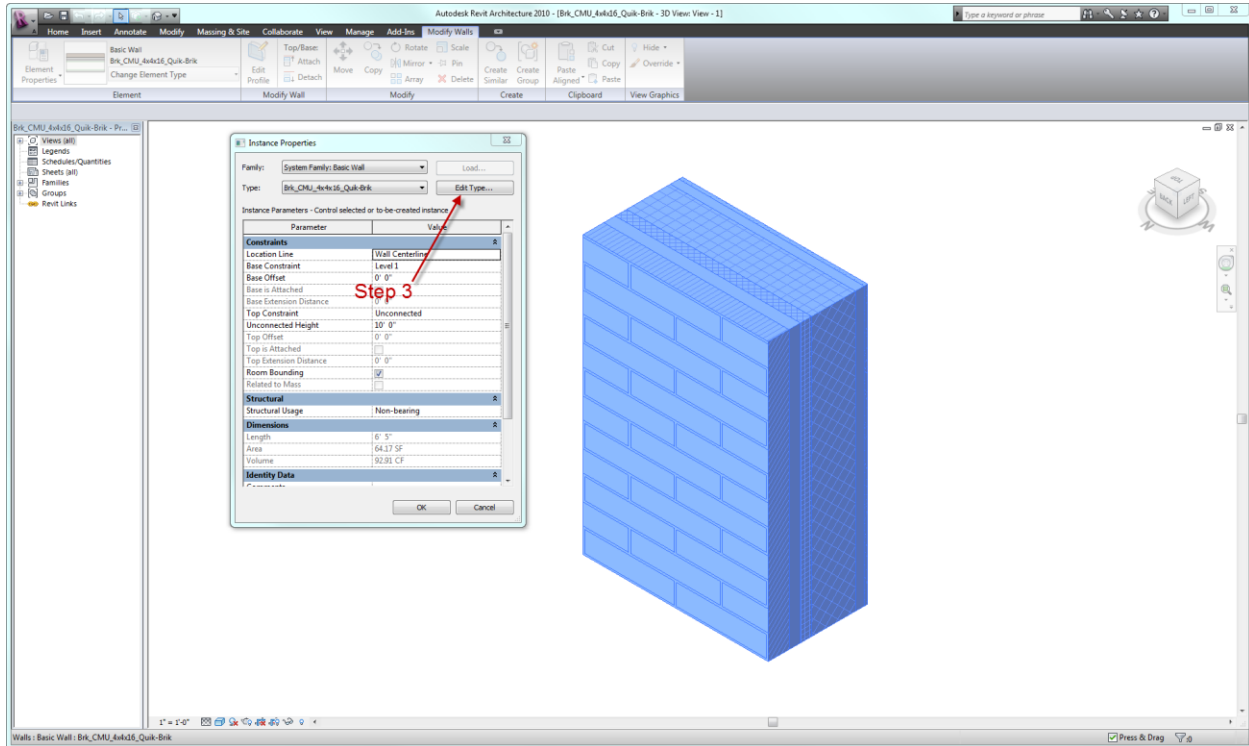 Autodesk Revit Architecture 2010 - [Brk_CMU_4x4x16_Quik-Brik - 3D View: View - 1]
Type a keyword or phrase
Home Insert Annotate Modify Massing & Site Collaborate View Manage Add-Ins Modify Walls
Element Properties
Basic Wall
Brk_CMU_4x4x16_Quik-Brik
Change Element Type
Edit Profile
Top/Base:
Attach
Detach
Move
Copy
Rotate
Mirror
Array
Scale
Pin
Delete
Create Similar
Create Group
Paste Aligned
Cut
Copy
Paste
Hide
Override
Element
Modify Wall
Modify
Create
Clipboard
View Graphics
Brk_CMU_4x4x16_Quik-Brik - Pr...
Views (all)
Legends
Schedules/Quantities
Sheets (all)
Families
Groups
Revit Links
Instance Properties
Family: System Family: Basic Wall Load...
Type: Brk_CMU_4x4x16_Quik-Brik Edit Type...
Instance Parameters - Control selected or to-be-created instance
Parameter Value
Constraints
Location Line Wall Centerline
Base Constraint Level 1
Base Offset 0' 0"
Base is Attached
Step 3
Base Extension Distance
Top Constraint Unconnected
Unconnected Height 10' 0"
Top Offset 0' 0"
Top is Attached
Top Extension Distance 0' 0"
Room Bounding
Related to Mass
Structural
Structural Usage Non-bearing
Dimensions
Length 6' 5"
Area 64.17 SF
Volume 92.91 CF
Identity Data
OK Cancel
BACK LEFT
1" = 1'-0"
Walls : Basic Wall : Brk_CMU_4x4x16_Quik-Brik
Press & Drag